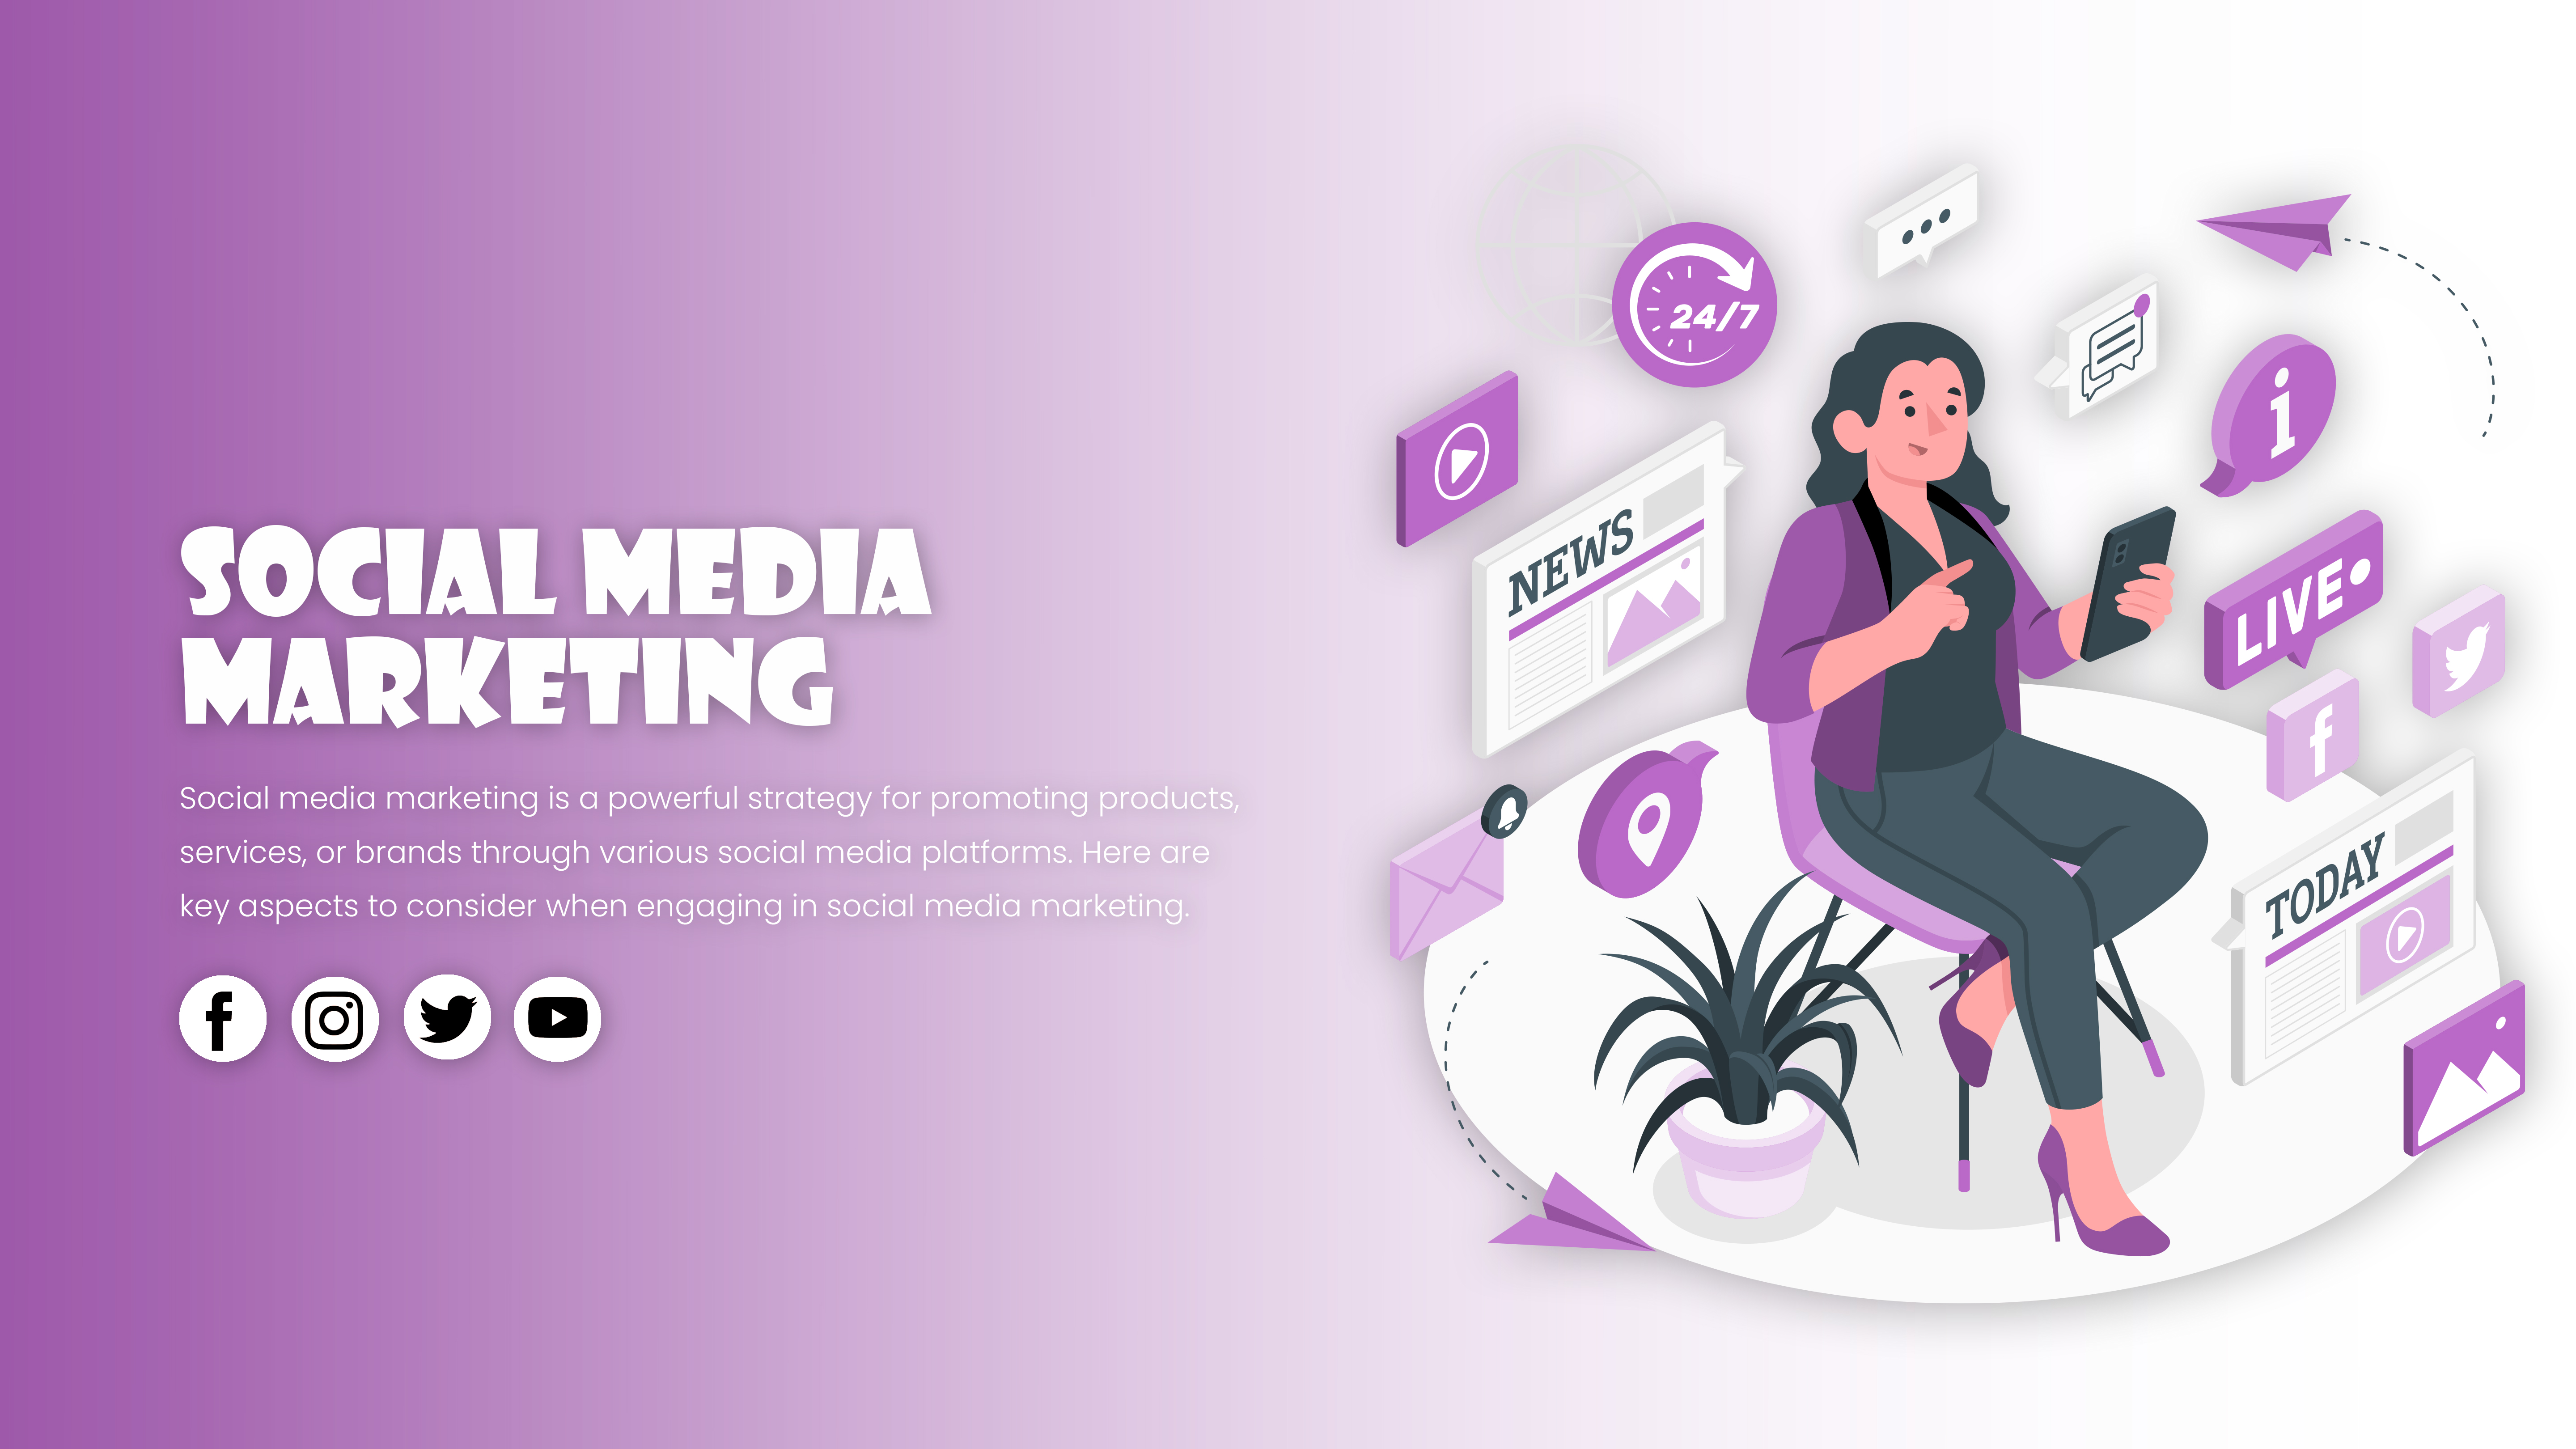 SOCIAL MEDIA
MARKETING
Social media marketing is a powerful strategy for promoting products,
services, or brands through various social media platforms. Here are
key aspects to consider when engaging in social media marketing.
24/7
NEWS
i
LIVE
f
TODAY
f